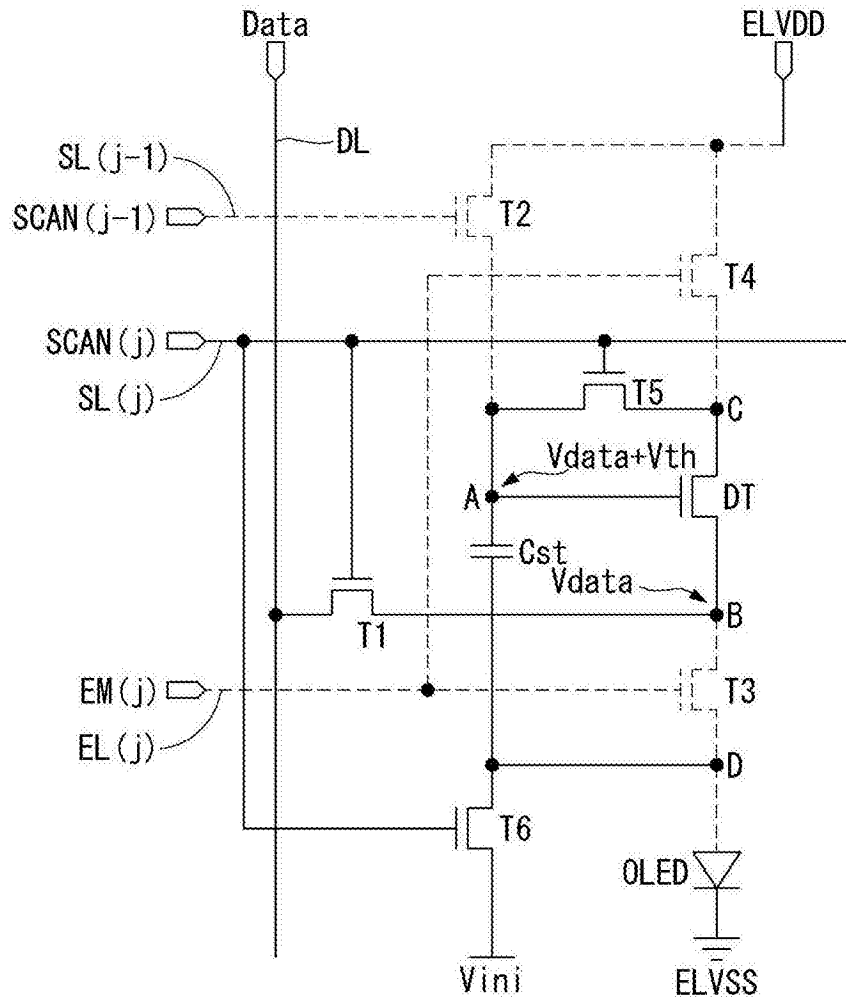 Data
ELVDD
DL
SL(j-1)
SCAN(j-1)
T2
T4
SCAN(j)
SL(j)
T5
C
Vdata+Vth
A
DT
Cst
Vdata
B
T1
EM(j)
T3
EL(j)
D
T6
OLED
Vini
ELVSS